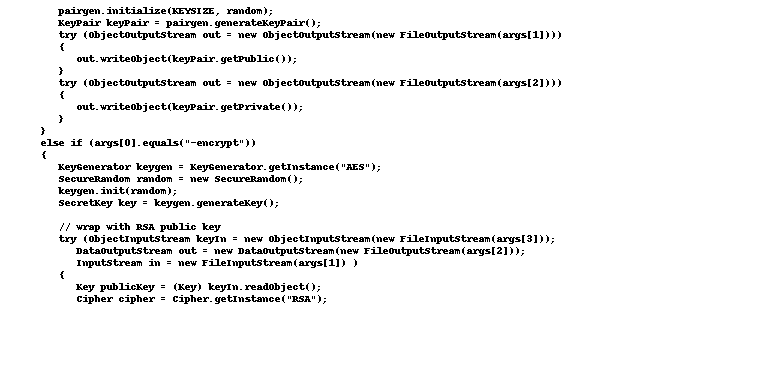 pairgen.initialize(KEYSIZE, random);
KeyPair keyPair = pairgen.generateKeyPair();
try (ObjectOutputStream out = new ObjectOutputStream(new FileOutputStream(args[1])))
{
out.writeObject(keyPair.getPublic());
}
try (ObjectOutputStream out = new ObjectOutputStream(new FileOutputStream(args[2])))
{
out.writeObject(keyPair.getPrivate());
}
}
else if (args[0].equals("-encrypt"))
{
KeyGenerator keygen = KeyGenerator.getInstance("AES");
SecureRandom random = new SecureRandom();
keygen.init(random);
SecretKey key = keygen.generateKey();
// wrap with RSA public key
try (ObjectInputStream keyIn = new ObjectInputStream(new FileInputStream(args[3]));
DataOutputStream out = new DataOutputStream(new FileOutputStream(args[2]));
InputStream in = new FileInputStream(args[1]) )
{
Key publicKey = (Key) keyIn.readObject();
Cipher cipher = Cipher.getInstance("RSA");